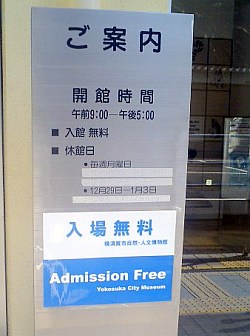 ご案内
開館時間
午前9:00―午後5:00
■ 入館 無料
■ 休館日
• 毎週月曜日
• 12月29日―1月3日
入場無料
横須賀市自然・人文博物館
Admission Free
Yokosuka City Museum